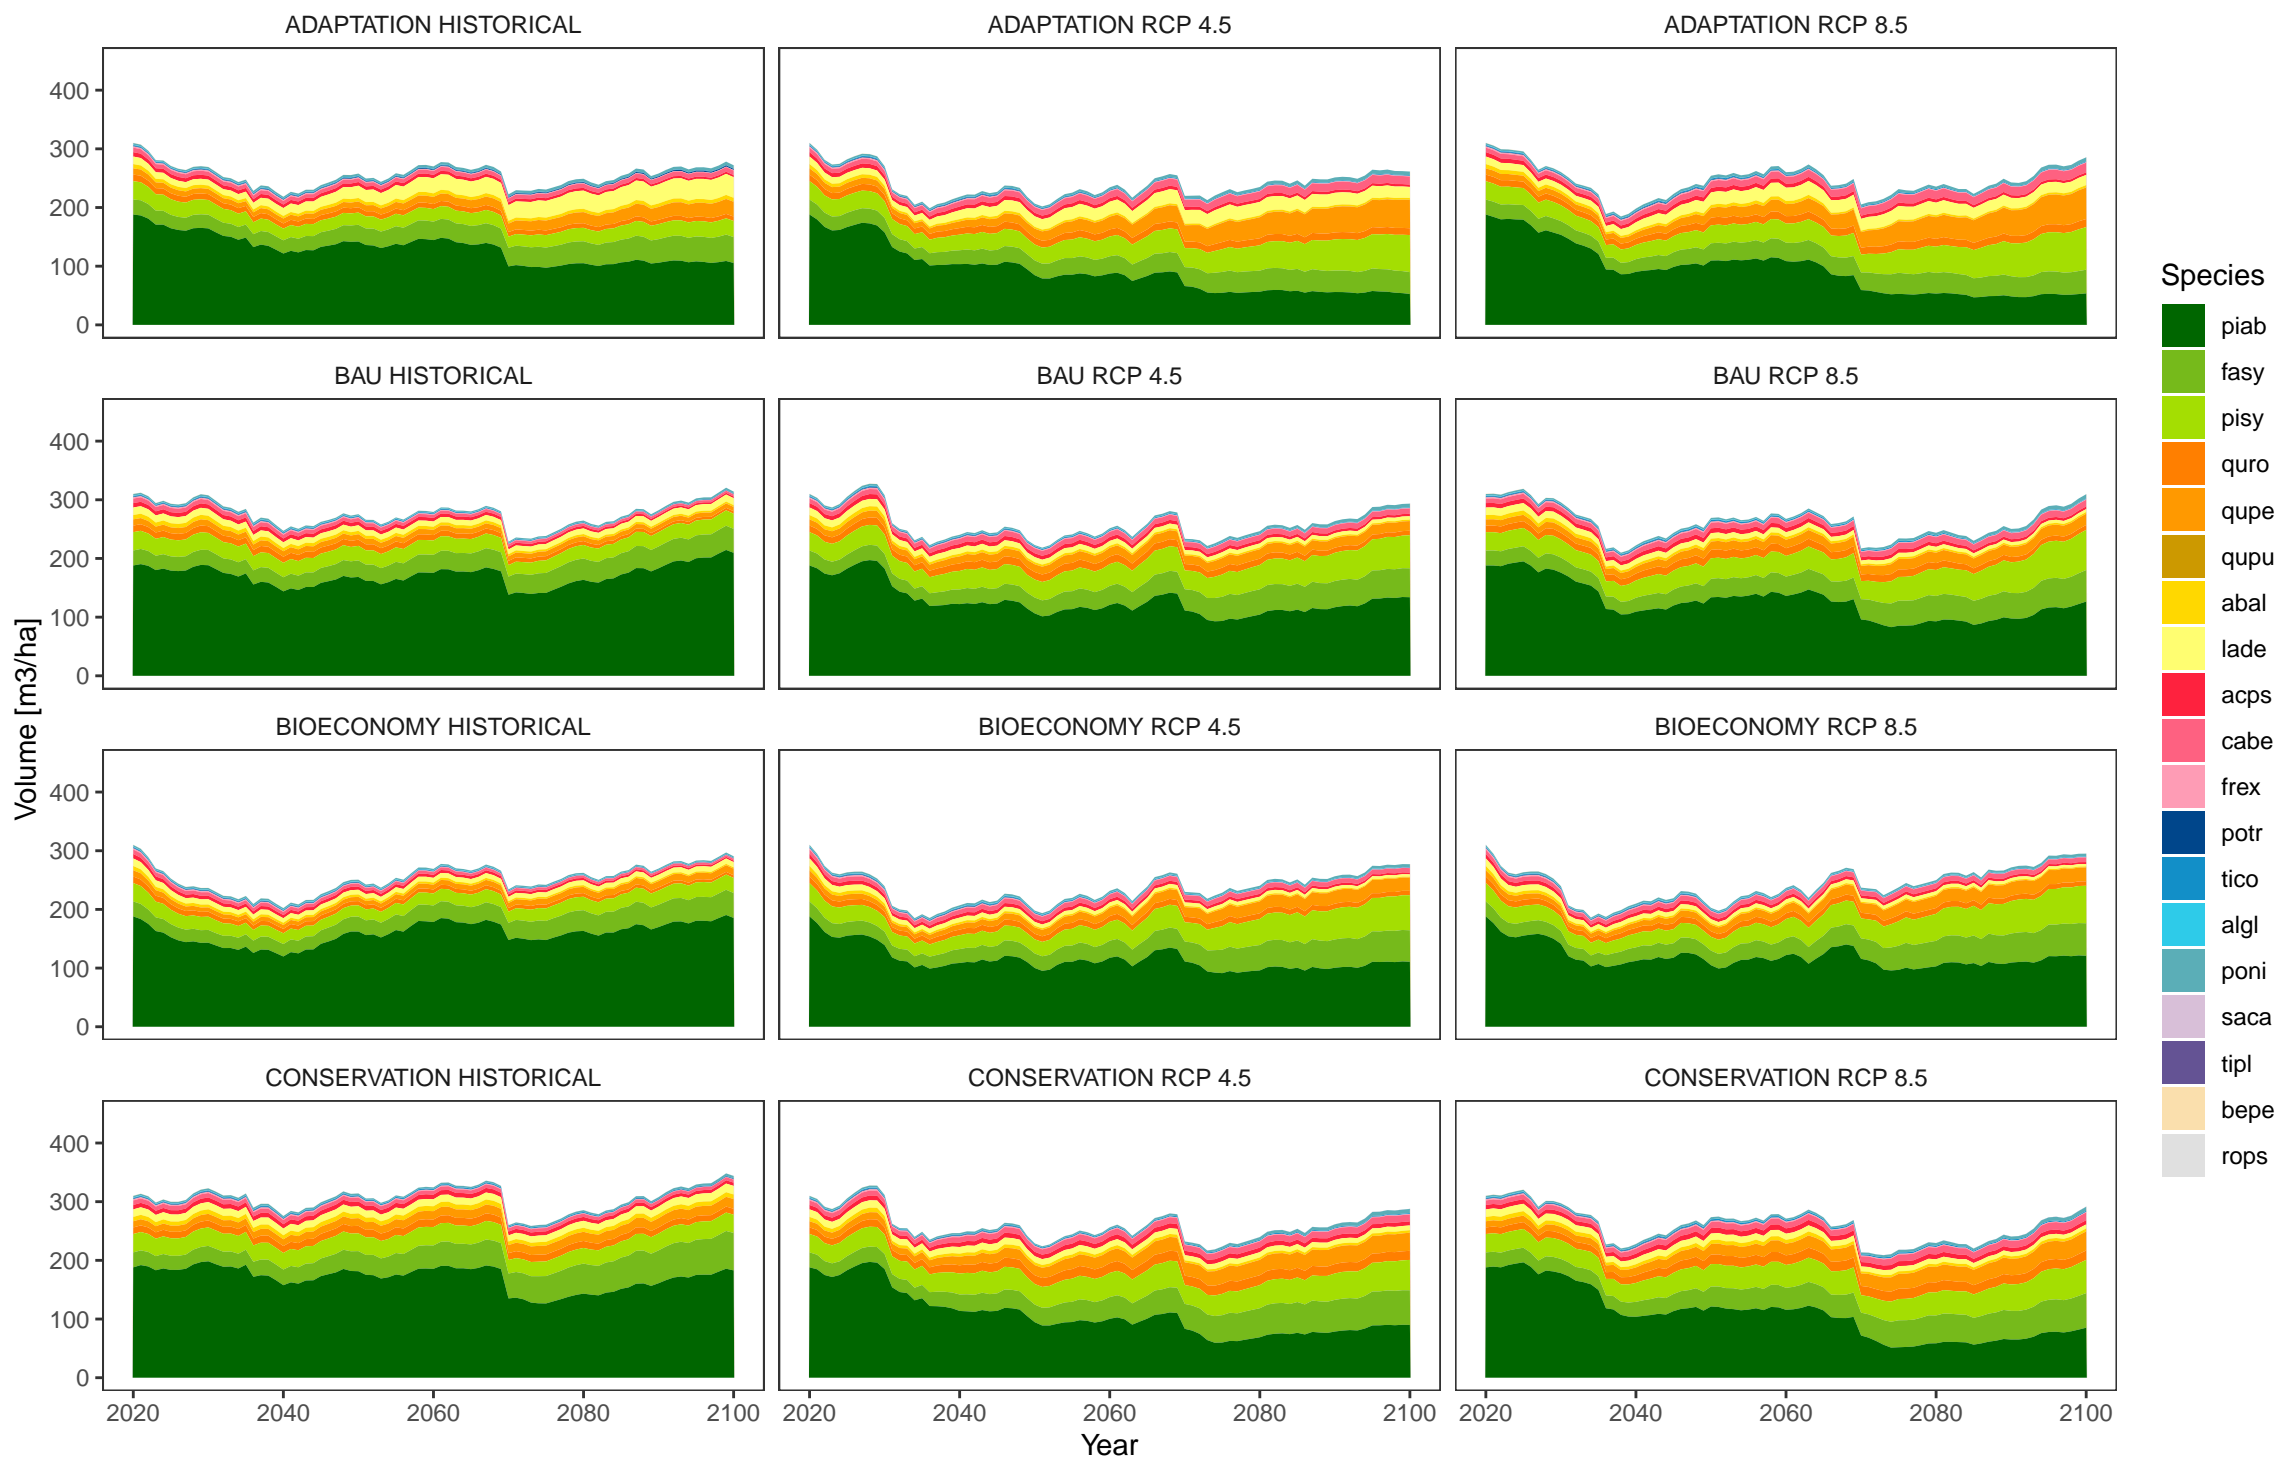 ADAPTATION HISTORICAL
ADAPTATION RCP 4.5
ADAPTATION RCP 8.5
400
300
200
100
0
BAU HISTORICAL
BAU RCP 4.5
BAU RCP 8.5
400
300
200
100
0
BIOECONOMY HISTORICAL
BIOECONOMY RCP 4.5
BIOECONOMY RCP 8.5
400
300
200
100
0
CONSERVATION HISTORICAL
CONSERVATION RCP 4.5
CONSERVATION RCP 8.5
400
300
200
100
0
2020 2040 2060 2080 2100
2020 2040 2060 2080 2100
2020 2040 2060 2080 2100
Year
Volume [m3/ha]
Species
piab
fasy
pisy
quro
qupe
qupu
abal
lade
acps
cabe
frex
potr
tico
algl
poni
saca
tipl
bepe
rops